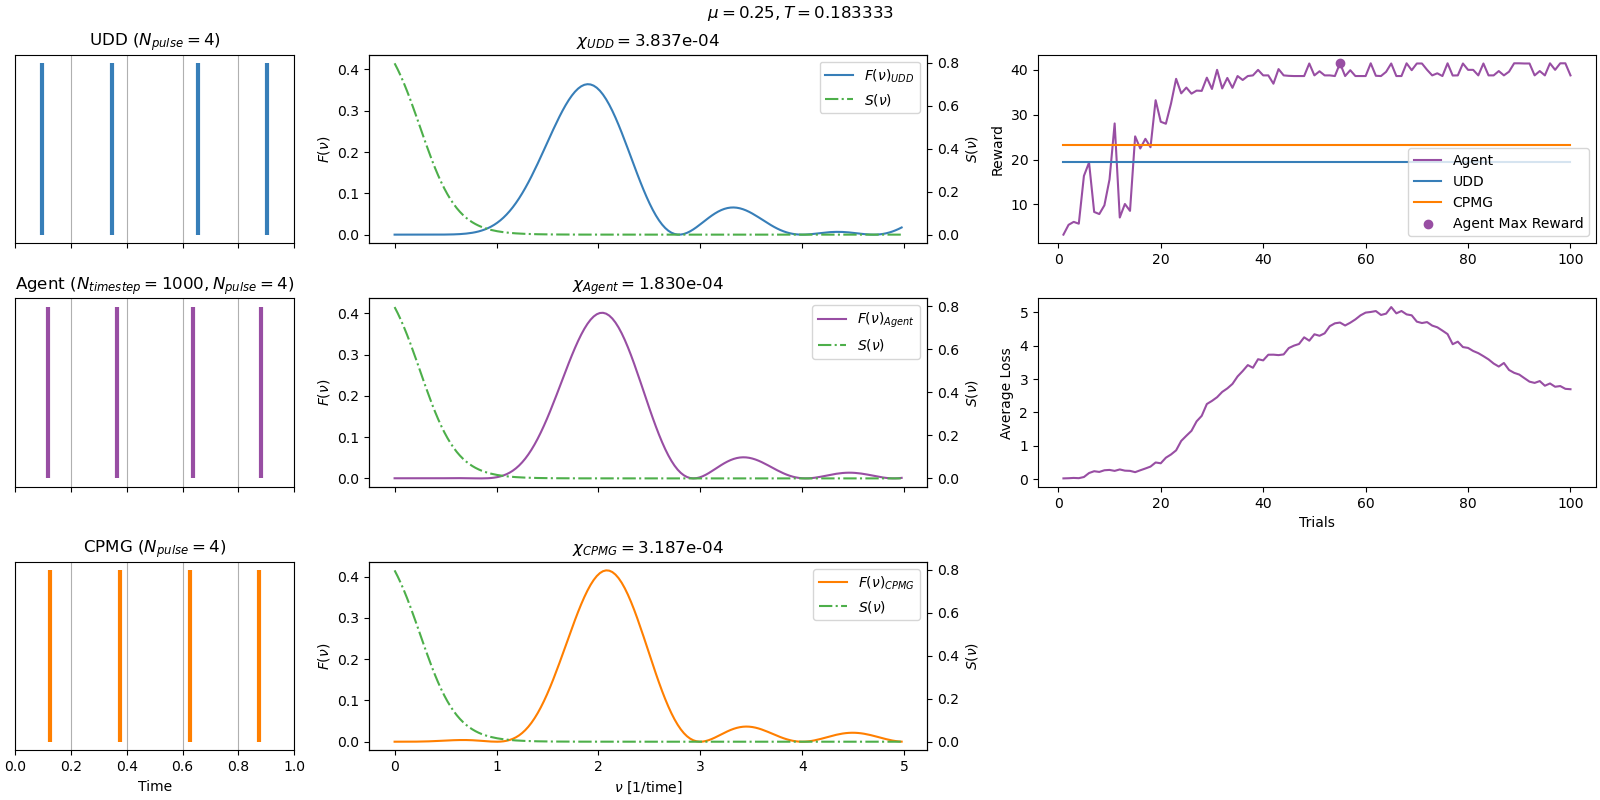 μ = 0.25, T = 0.183333
UDD (N_pulse = 4)
χ_UDD = 3.837e-04
F(ν)
0.4
0.3
0.2
0.1
0.0
F(ν)_UDD
S(ν)
0.8
0.6
0.4
0.2
0.0
S(ν)
Reward
40
30
20
10
Agent
UDD
CPMG
Agent Max Reward
0 20 40 60 80 100
Agent (N_timestep = 1000, N_pulse = 4)
χ_Agent = 1.830e-04
F(ν)
0.4
0.3
0.2
0.1
0.0
F(ν)_Agent
S(ν)
0.8
0.6
0.4
0.2
0.0
S(ν)
Average Loss
5
4
3
2
1
0
0 20 40 60 80 100
Trials
CPMG (N_pulse = 4)
0.0 0.2 0.4 0.6 0.8 1.0
Time
χ_CPMG = 3.187e-04
F(ν)
0.4
0.3
0.2
0.1
0.0
F(ν)_CPMG
S(ν)
0.8
0.6
0.4
0.2
0.0
S(ν)
0 1 2 3 4 5
ν [1/time]